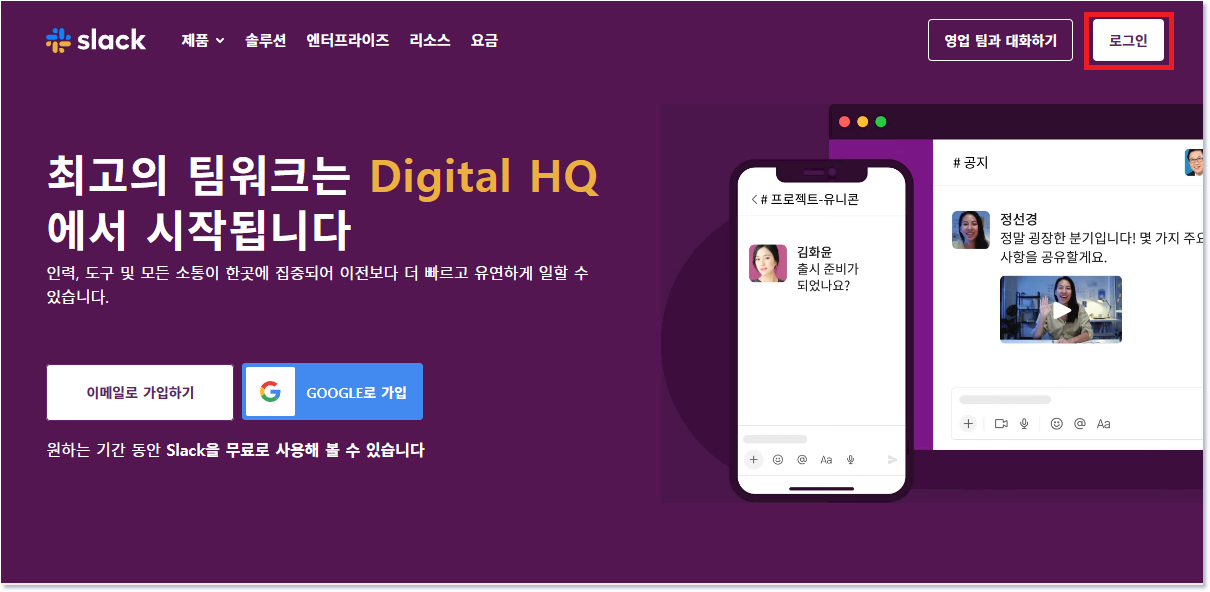 slack 제품 솔루션 엔터프라이즈 리소스 요금 영업 팀과 대화하기 로그인
최고의 팀워크는 Digital HQ
에서 시작됩니다
인력, 도구 및 모든 소통이 한곳에 집중되어 이전보다 더 빠르고 유연하게 일할 수
있습니다.
이메일로 가입하기
GOOGLE로 가입
원하는 기간 동안 Slack을 무료로 사용해 볼 수 있습니다
# 프로젝트-유니콘
김화윤
출시 준비가
되었나요?
Aa
# 공지
정선경
정말 굉장한 분기입니다! 몇 가지 주요
사항을 공유할게요.
Aa